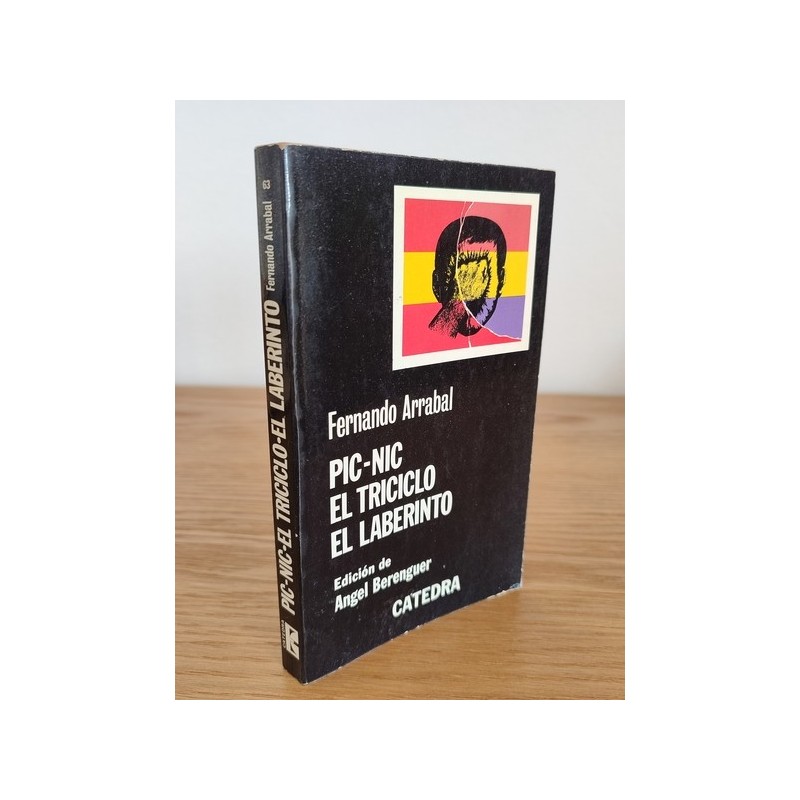 Fernando Arrabal
PIC-NIC
EL TRICICLO
EL LABERINTO
Edición de
Angel Berenguer
CATEDRA
CATEDRA
PIC-NIC-EL TRICICLO-EL LABERINTO
Fernando Arrabal
63